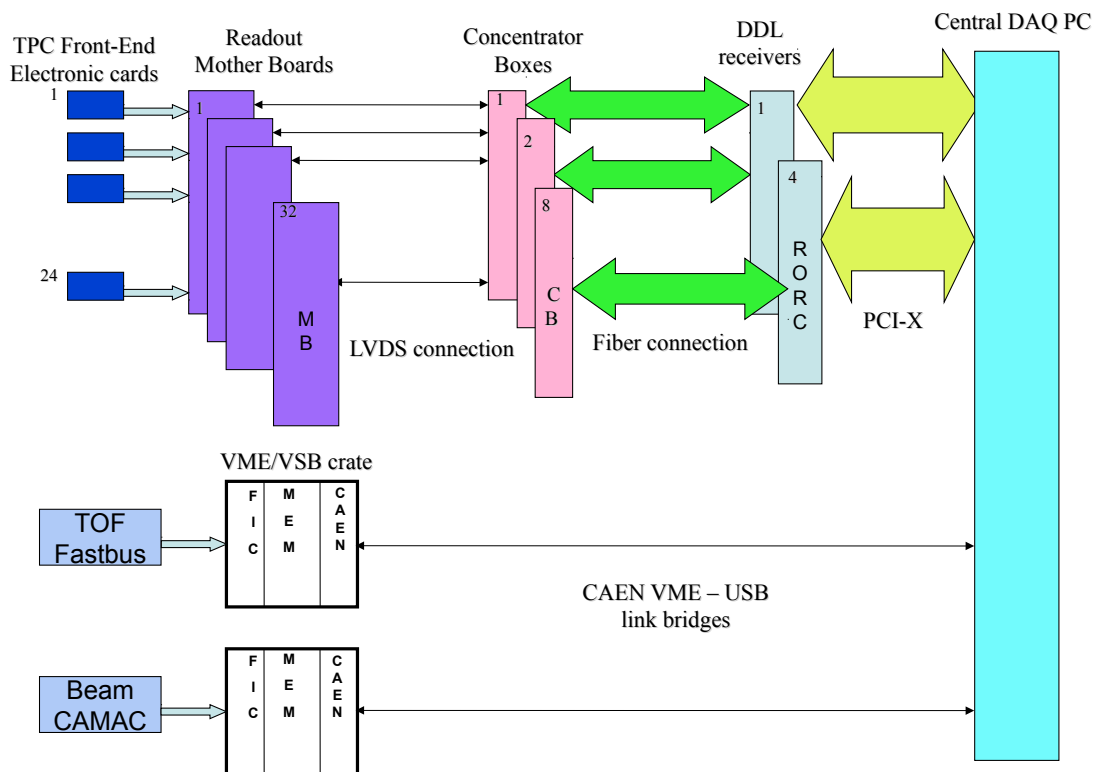 TPC Front-End
Electronic cards
Readout
Mother Boards
Concentrator
Boxes
DDL
receivers
Central DAQ PC
1
24
1
32
M
B
1
2
8
C
B
1
4
R
O
R
C
LVDS connection
Fiber connection
PCI-X
VME/VSB crate
TOF
Fastbus
F
I
C
M
E
M
C
A
E
N
CAEN VME – USB
link bridges
Beam
CAMAC
F
I
C
M
E
M
C
A
E
N